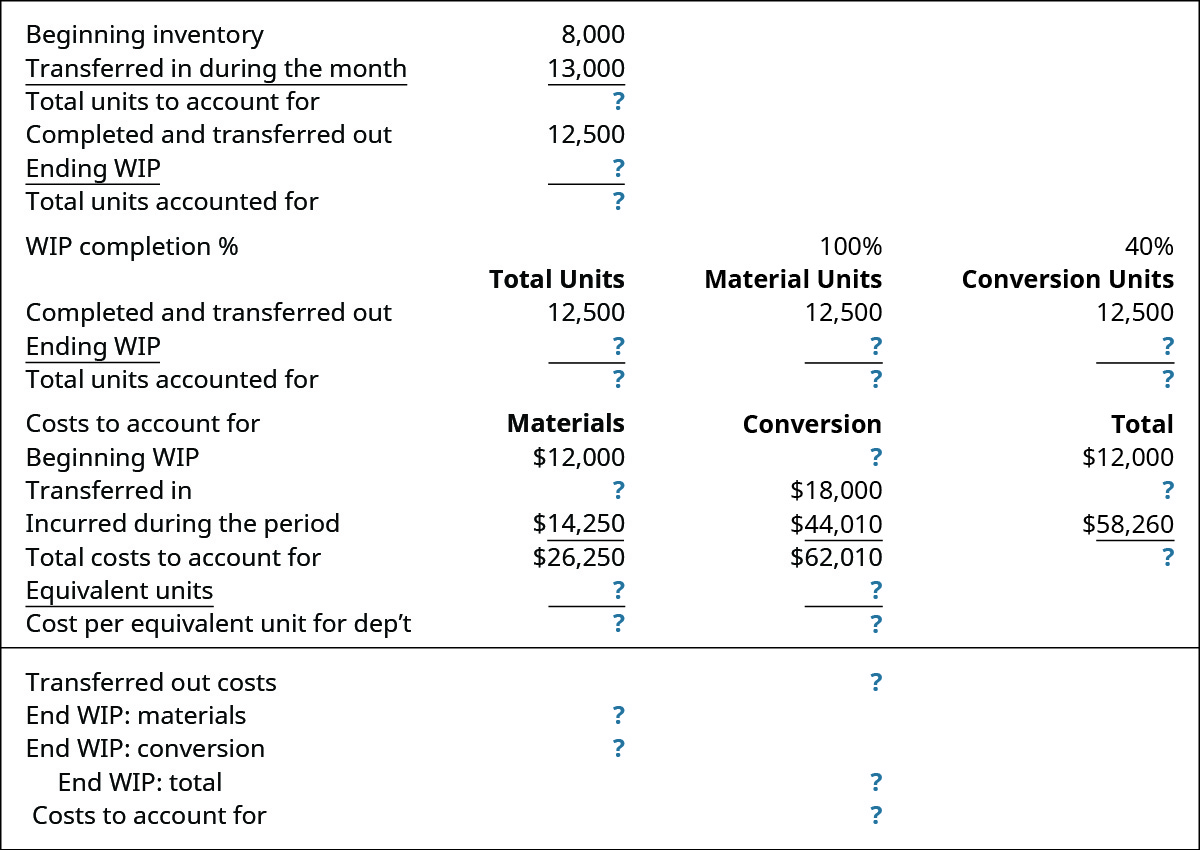 Beginning inventory 8,000
Transferred in during the month 13,000
Total units to account for ?
Completed and transferred out 12,500
Ending WIP ?
Total units accounted for ?
WIP completion % 100% 40%
Total Units Material Units Conversion Units
Completed and transferred out 12,500 12,500 12,500
Ending WIP ? ? ?
Total units accounted for ? ? ?
Costs to account for Materials Conversion Total
Beginning WIP $12,000 ? $12,000
Transferred in ? $18,000 ?
Incurred during the period $14,250 $44,010 $58,260
Total costs to account for $26,250 $62,010 ?
Equivalent units ? ?
Cost per equivalent unit for dep’t ? ?
Transferred out costs ?
End WIP: materials ?
End WIP: conversion ?
End WIP: total ?
Costs to account for ?